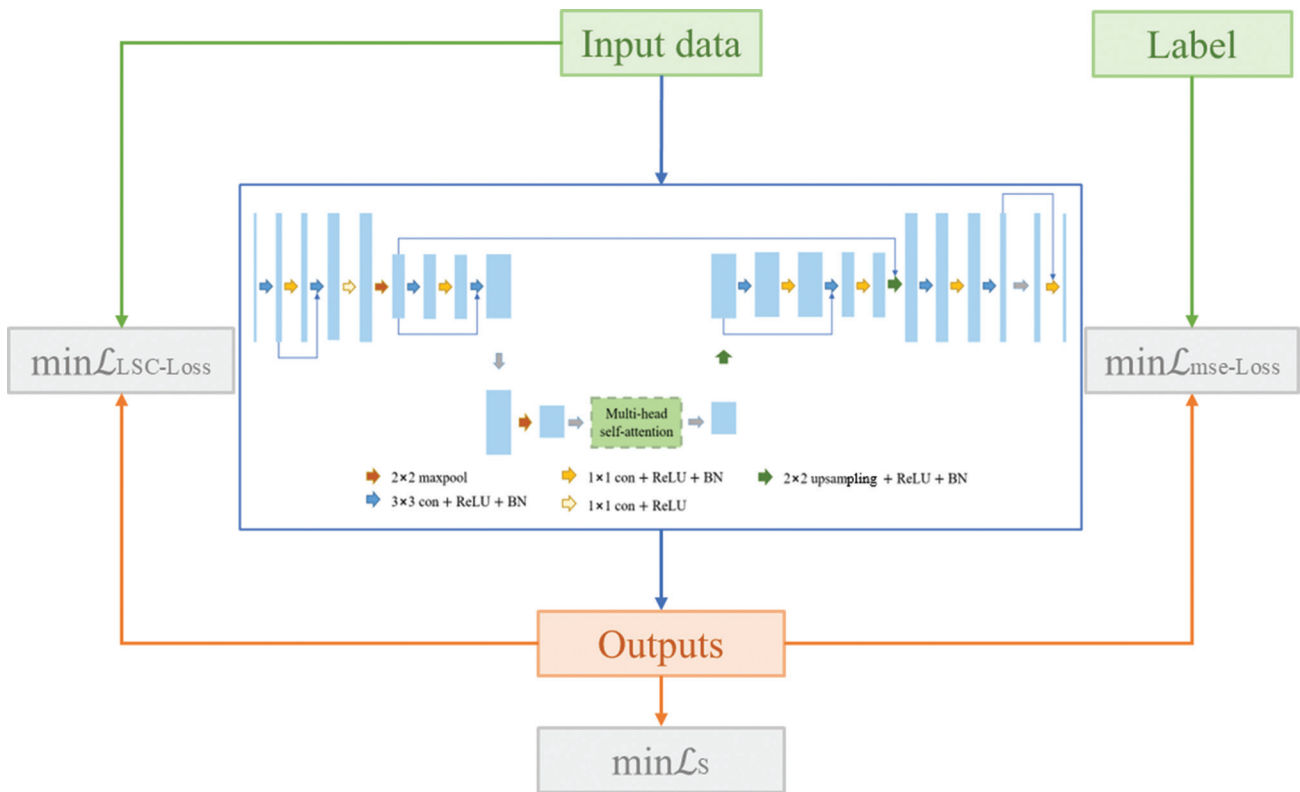 Input data
Label
minℒLSC-Loss
minℒmse-Loss
Multi-head
self-attention
2×2 maxpool
1×1 con + ReLU + BN
2×2 upsampling + ReLU + BN
3×3 con + ReLU + BN
1×1 con + ReLU
Outputs
minℒS